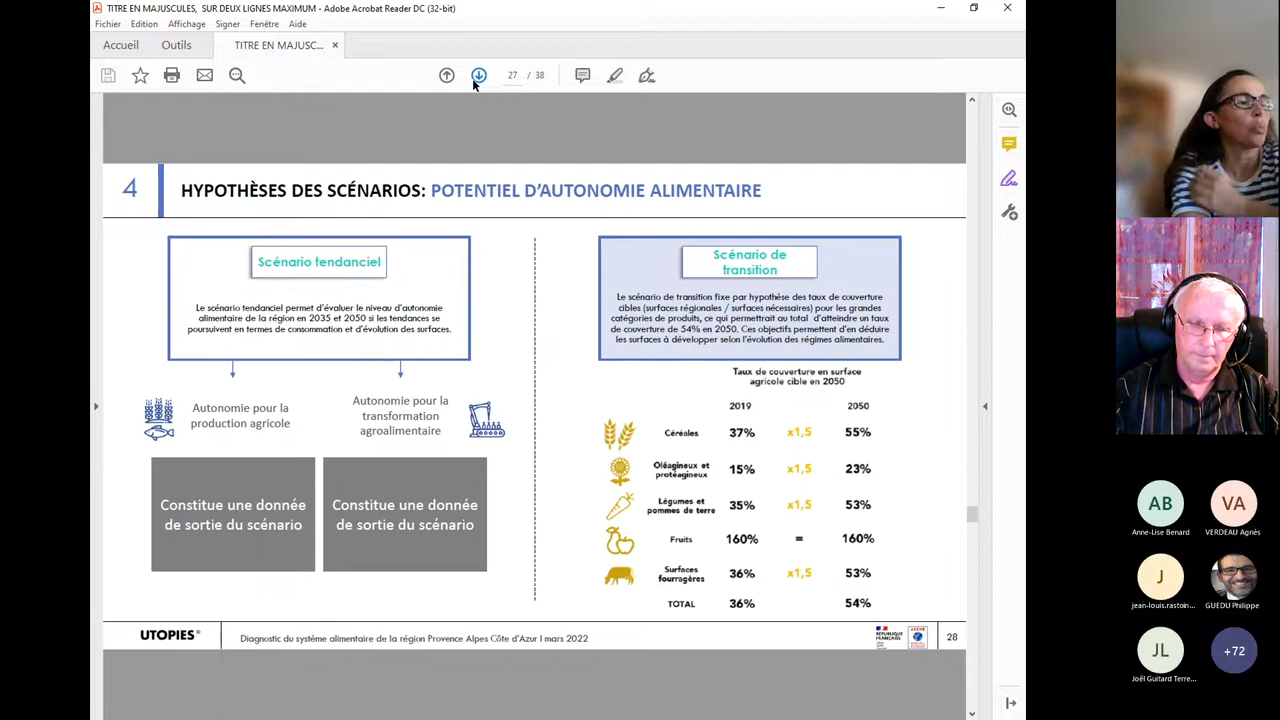 TITRE EN MAJUSCULES, SUR DEUX LIGNES MAXIMUM - Adobe Acrobat Reader DC (32-bit)
Fichier Edition Affichage Signer Fenêtre Aide
Accueil Outils TITRE EN MAJUSC... ×
27 / 38
4
HYPOTHÈSES DES SCÉNARIOS: POTENTIEL D'AUTONOMIE ALIMENTAIRE
Scénario tendanciel
Le scénario tendanciel permet d'évaluer le niveau d'autonomie
alimentaire de la région en 2035 et 2050 si les tendances se
poursuivent en termes de consommation et d'évolution des surfaces.
Autonomie pour la
production agricole
Autonomie pour la
transformation
agroalimentaire
Constitue une donnée
de sortie du scénario
Constitue une donnée
de sortie du scénario
Scénario de
transition
Le scénario de transition fixe par hypothèse des taux de couverture
cibles (surfaces régionales / surfaces nécessaires) pour les grandes
catégories de produits, ce qui permettrait au total d'atteindre un taux
de couverture de 54% en 2050. Ces objectifs permettent d'en déduire
les surfaces à développer selon l'évolution des régimes alimentaires.
Taux de couverture en surface
agricole cible en 2050
2019 2050
Céréales 37% x1,5 55%
Oléagineux et
protéagineux 15% x1,5 23%
Légumes et
pommes de terre 35% x1,5 53%
Fruits 160% = 160%
Surfaces
fourragères 36% x1,5 53%
TOTAL 36% 54%
UTOPIES®
Diagnostic du système alimentaire de la région Provence Alpes Côte d'Azur I mars 2022
RÉPUBLIQUE
FRANÇAISE
ADEME
28
AB
Anne-Lise Benard
VA
VERDEAU Agnès
J
jean-louis.rastoin...
GUEDU Philippe
JL
Joël Guitard Terre...
+72